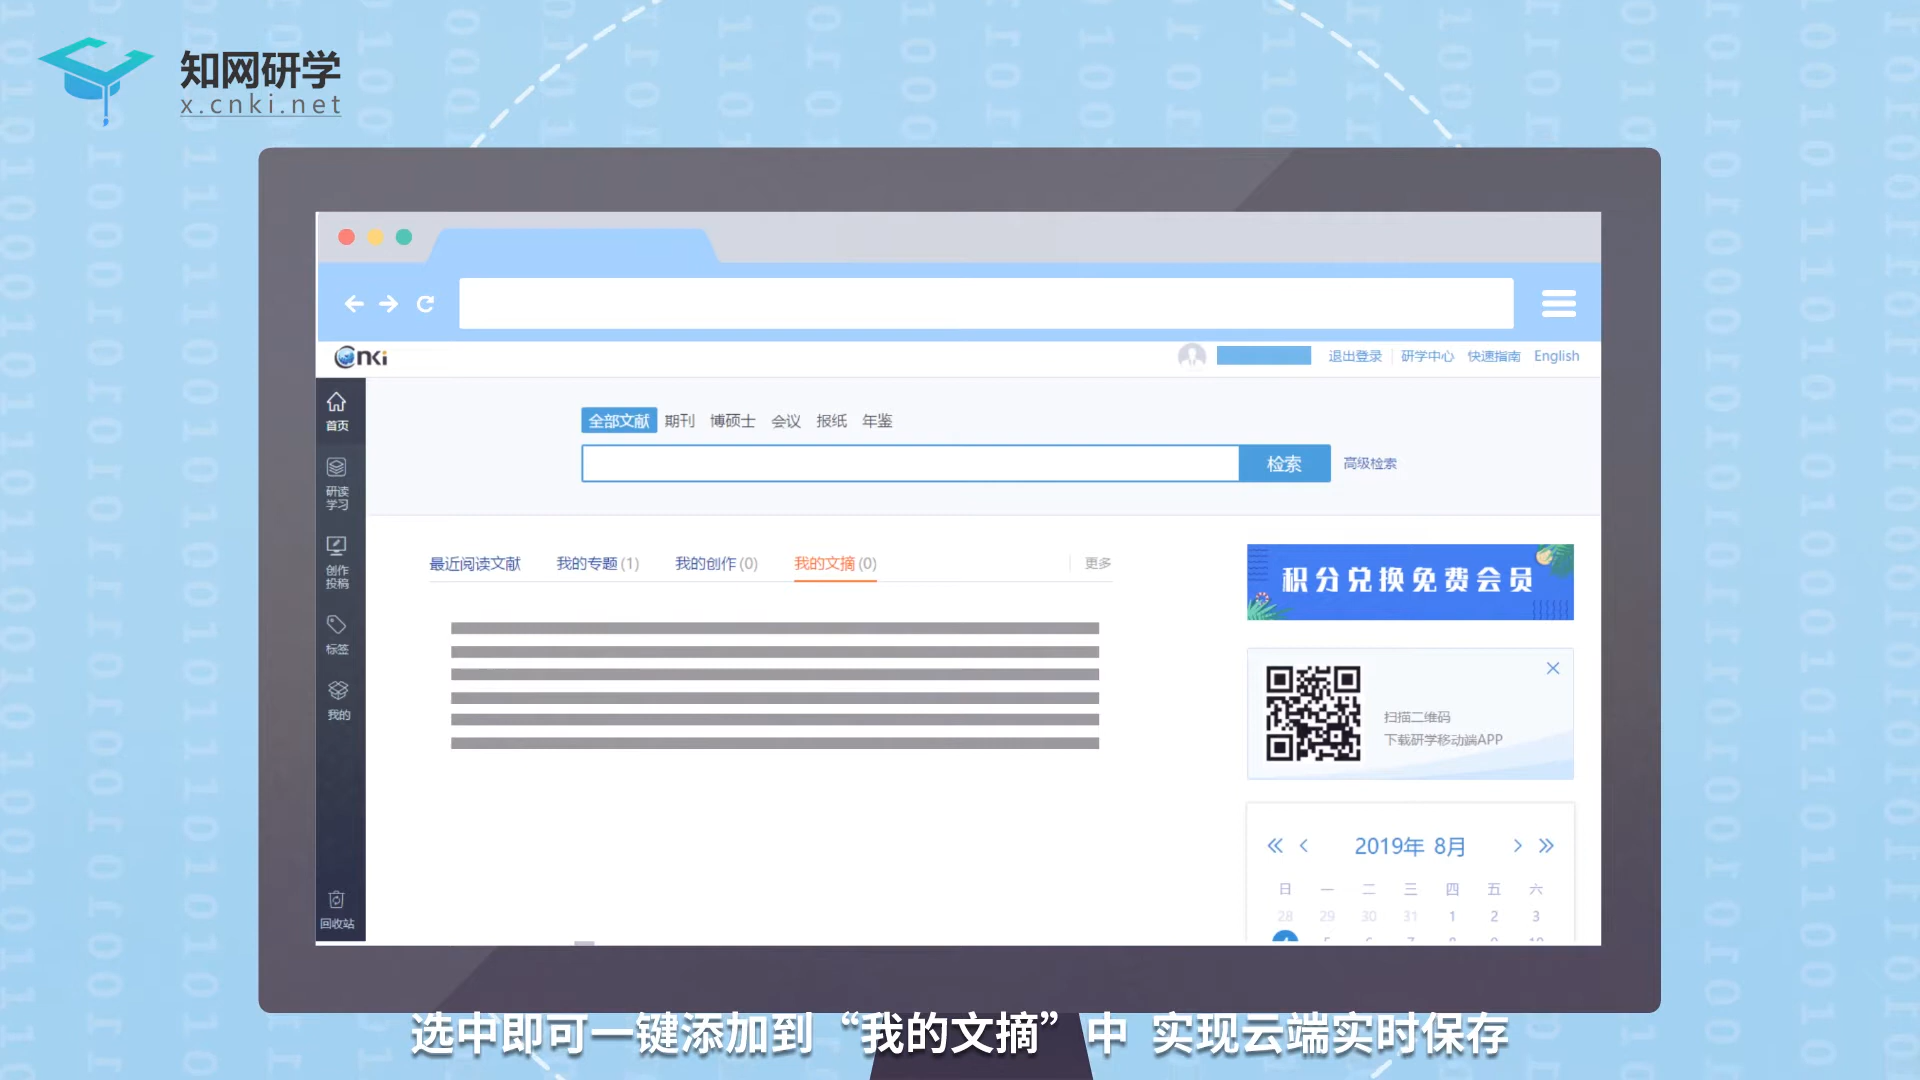 知网研学
x.cnki.net
Cnki
退出登录 研学中心 快速指南 English
首页
研读
学习
创作
投稿
标签
我的
回收站
全部文献 期刊 博硕士 会议 报纸 年鉴
检索 高级检索
最近阅读文献 我的专题 (1) 我的创作 (0) 我的文摘 (0) 更多
积分兑换免费会员
扫描二维码
下载研学移动端APP
2019年 8月
日 一 二 三 四 五 六
28 29 30 31 1 2 3
选中即可一键添加到“我的文摘”中 实现云端实时保存